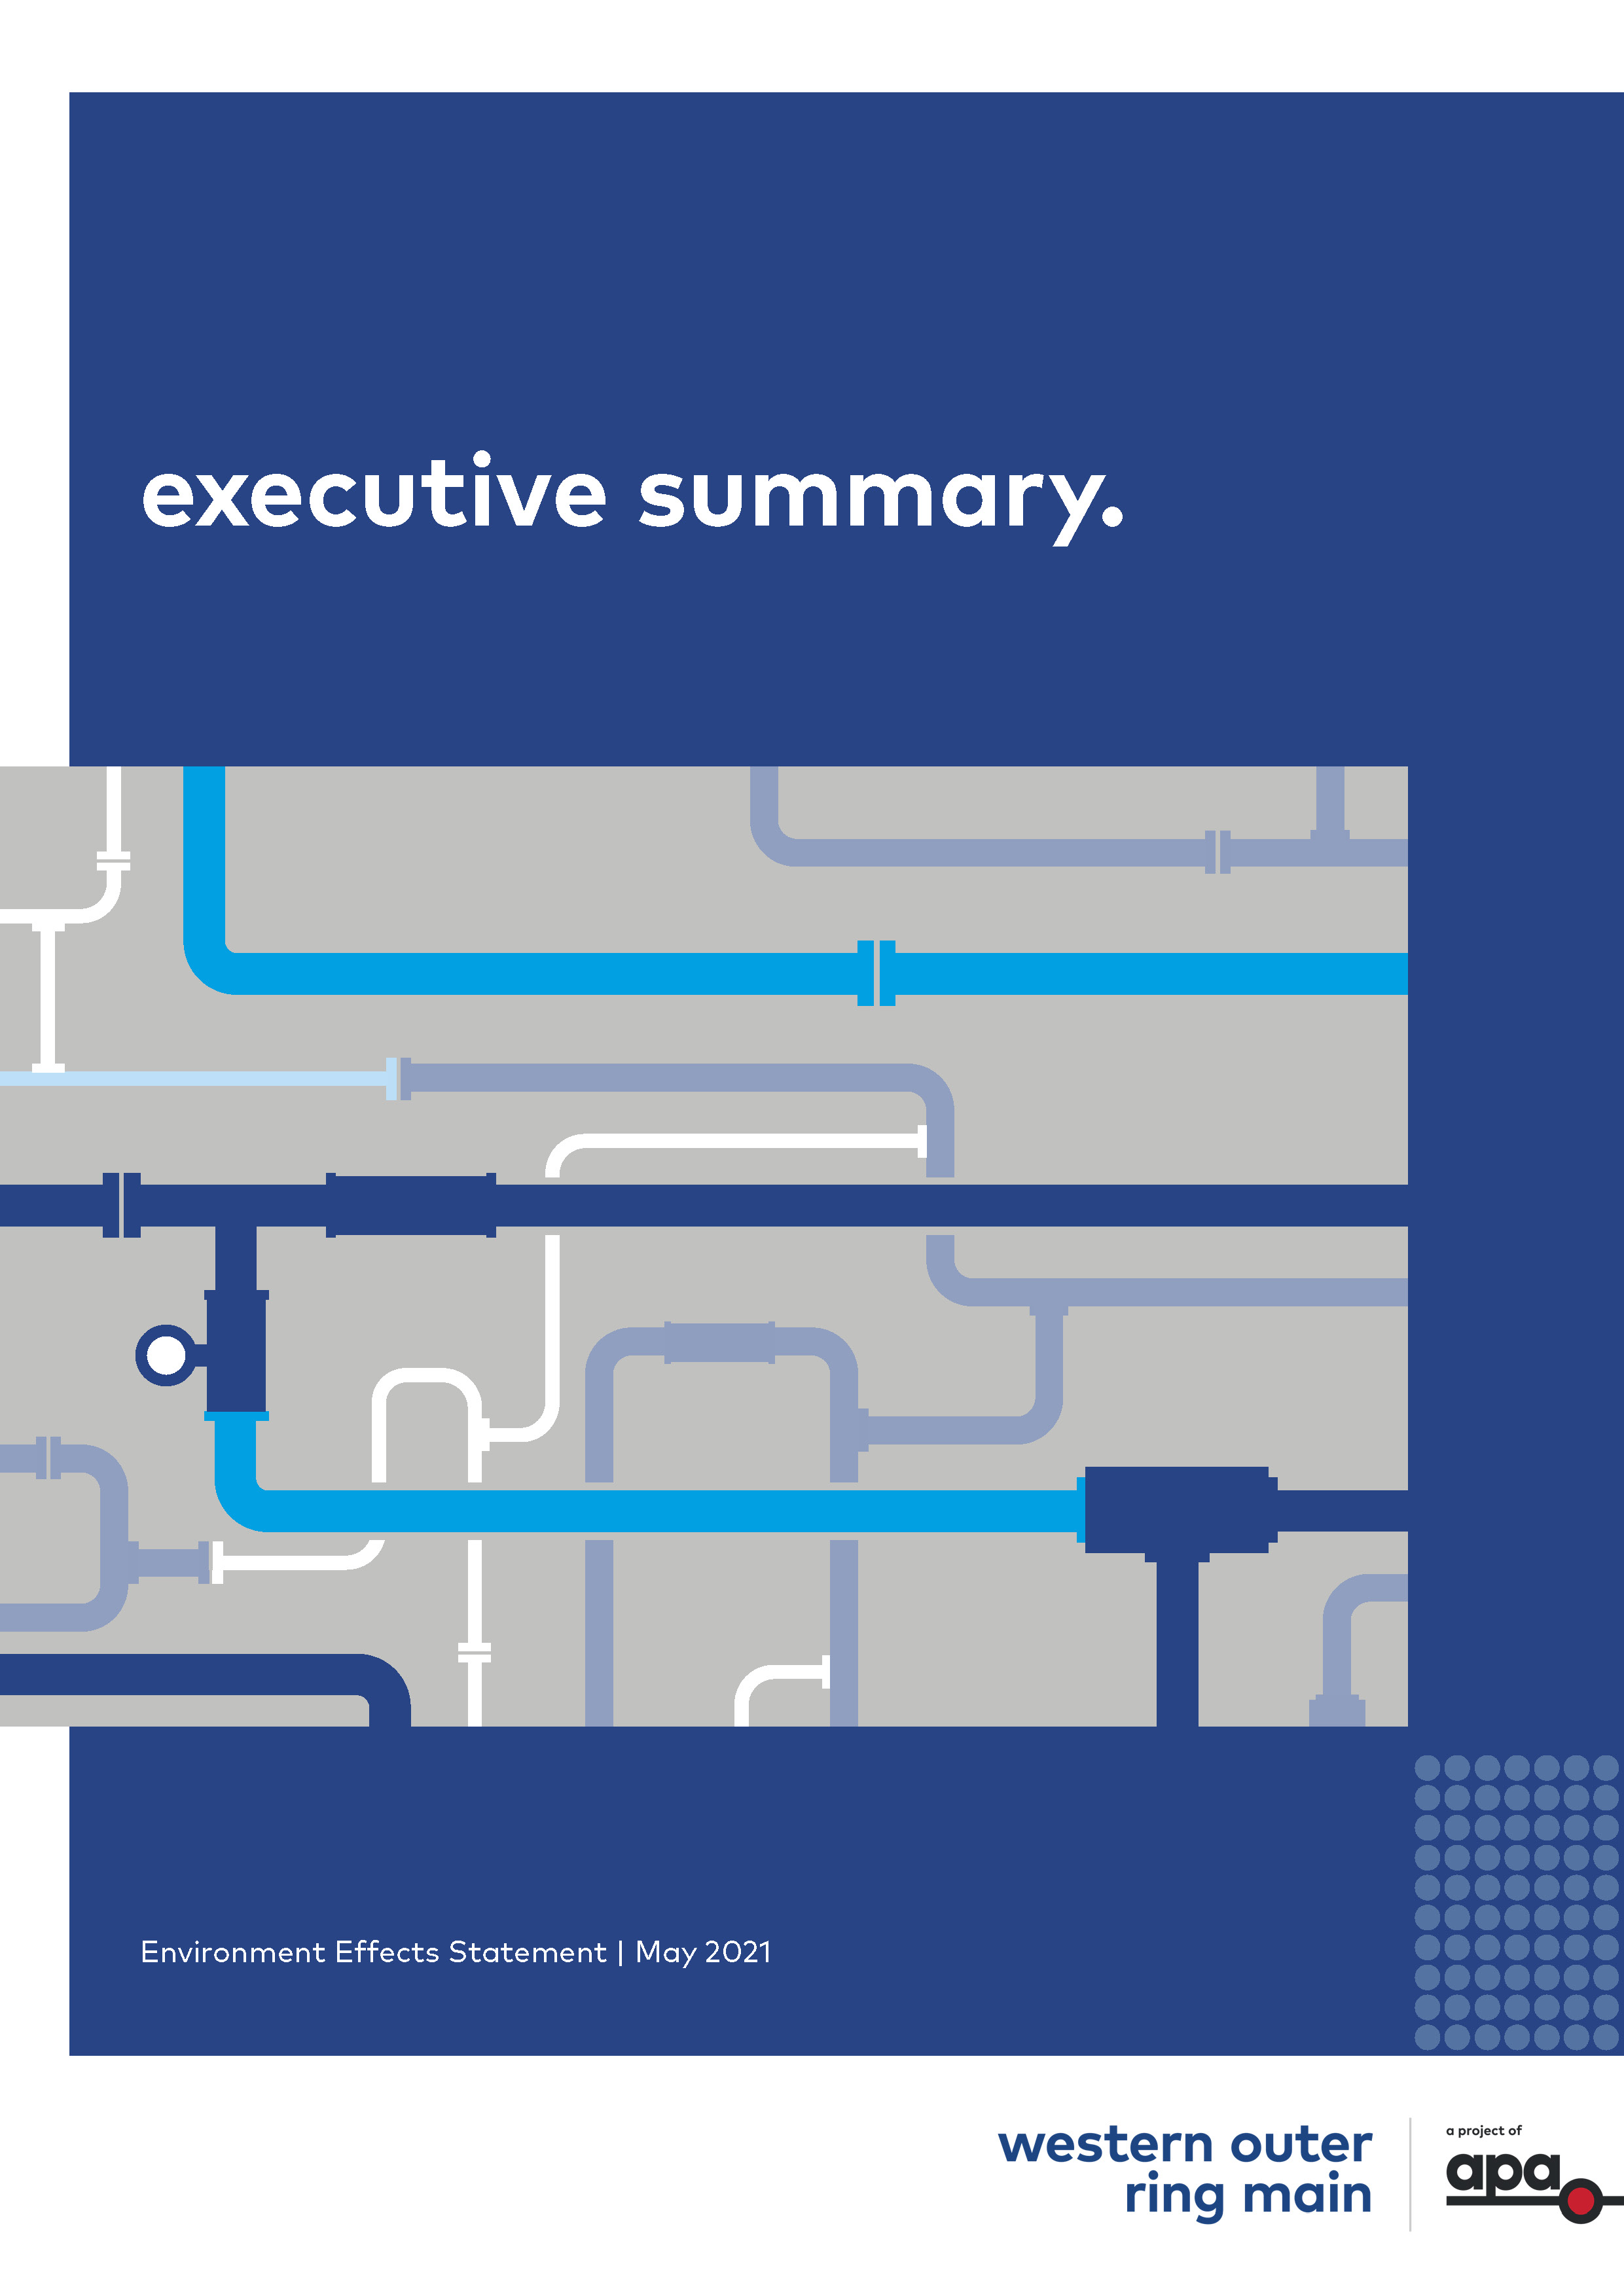 executive summary.
Environment Effects Statement | May 2021
western outer
ring main
a project of
apa